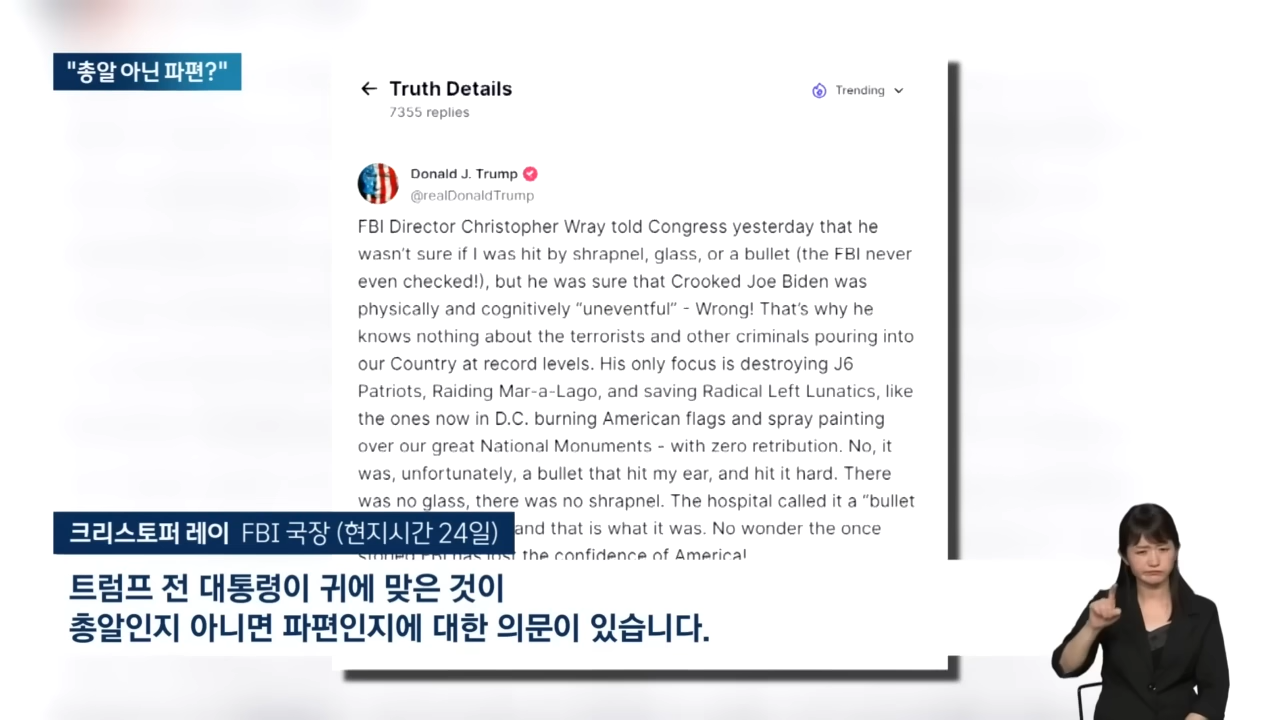 "총알 아닌 파편?"
Truth Details
Trending
7355 replies
Donald J. Trump
@realDonaldTrump
FBI Director Christopher Wray told Congress yesterday that he
wasn't sure if I was hit by shrapnel, glass, or a bullet (the FBI never
even checked!), but he was sure that Crooked Joe Biden was
physically and cognitively "uneventful" - Wrong! That's why he
knows nothing about the terrorists and other criminals pouring into
our Country at record levels. His only focus is destroying J6
Patriots, Raiding Mar-a-Lago, and saving Radical Left Lunatics, like
the ones now in D.C. burning American flags and spray painting
over our great National Monuments - with zero retribution. No, it
was, unfortunately, a bullet that hit my ear, and hit it hard. There
was no glass, there was no shrapnel. The hospital called it a "bullet
and that is what it was. No wonder the once
FBI has lost the confidence of America!
크리스토퍼 레이 FBI 국장 (현지시간 24일)
트럼프 전 대통령이 귀에 맞은 것이
총알인지 아니면 파편인지에 대한 의문이 있습니다.